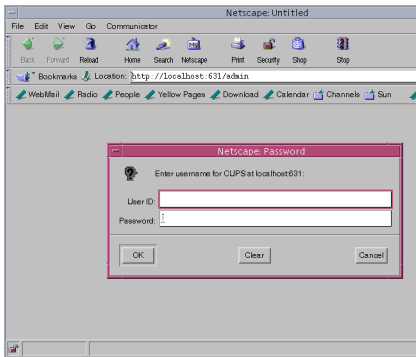 Netscape: Untitled
File Edit View Go Communicator
Back Forward Reload Home Search Netscape Print Security Shop Stop
Bookmarks Location: http://localhost:631/admin
WebMail Radio People Yellow Pages Download Calendar Channels Sun
Netscape: Password
Enter username for CUPS at localhost:631:
User ID:
Password:
OK Clear Cancel